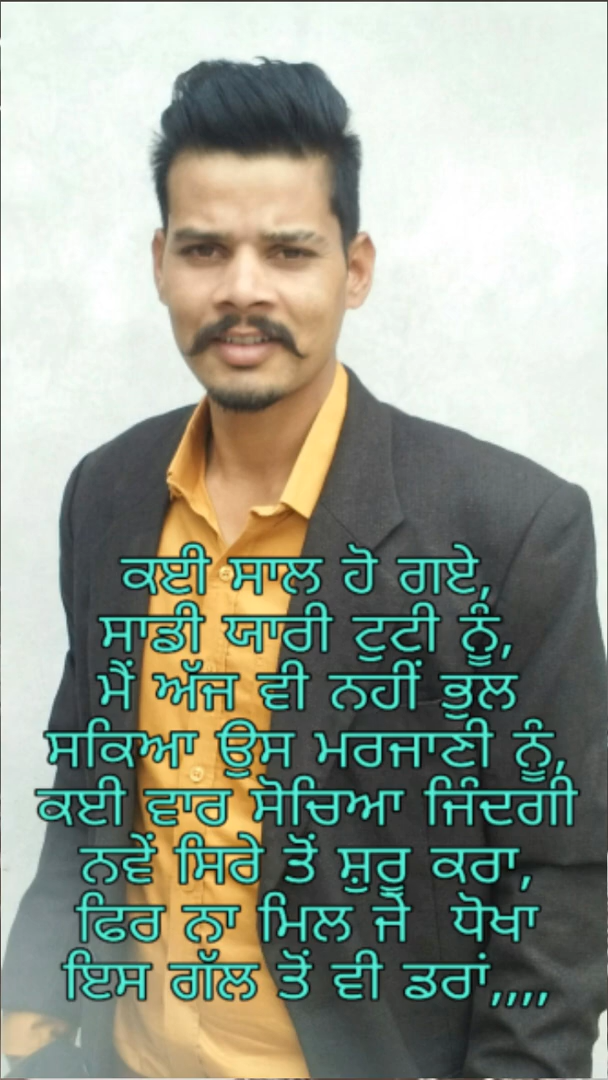 ਕਈ ਸਾਲ ਹੋ ਗਏ,
ਸਾਡੀ ਯਾਰੀ ਟੁਟੀ ਨੂੰ,
ਮੈਂ ਅੱਜ ਵੀ ਨਹੀਂ ਭੁਲ
ਸਕਿਆ ਉਸ ਮਰਜਾਣੀ ਨੂੰ,
ਕਈ ਵਾਰ ਸੋਚਿਆ ਜਿੰਦਗੀ
ਨਵੇਂ ਸਿਰੇ ਤੋਂ ਸ਼ੁਰੂ ਕਰਾ,
ਫਿਰ ਨਾ ਮਿਲ ਜੇ ਧੋਖਾ
ਇਸ ਗੱਲ ਤੋਂ ਵੀ ਡਰਾਂ,,,,